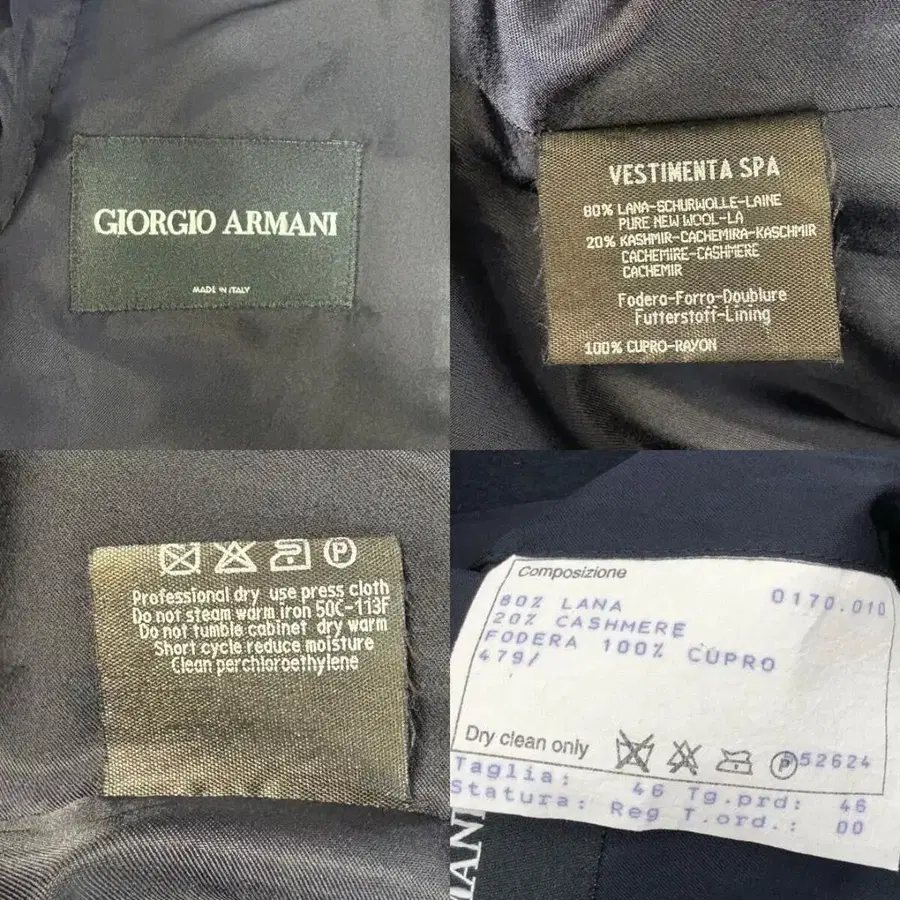 GIORGIO ARMANI
MADE IN ITALY
VESTIMENTA SPA
80% LANA-SCHURWOLLE-LAINE
PURE NEW WOOL-LA
20% KASHMIR-CACHEMIRA-KASCHMIR
CACHEMIRE-CASHMERE
CACHEMIR
Fodera-Forro-Doublure
Futterstoff-Lining
100% CUPRO-RAYON
P
Professional dry use press cloth
Do not steam warm iron 50C-113F
Do not tumble cabinet dry warm
Short cycle reduce moisture
Clean perchloroethylene
Composizione
80% LANA 0170.010
20% CASHMERE
FODERA 100% CUPRO
479/
Dry clean only P 52624
Taglia: 46 Tg.prd: 46
Statura: Reg T.ord.: 00
MANI